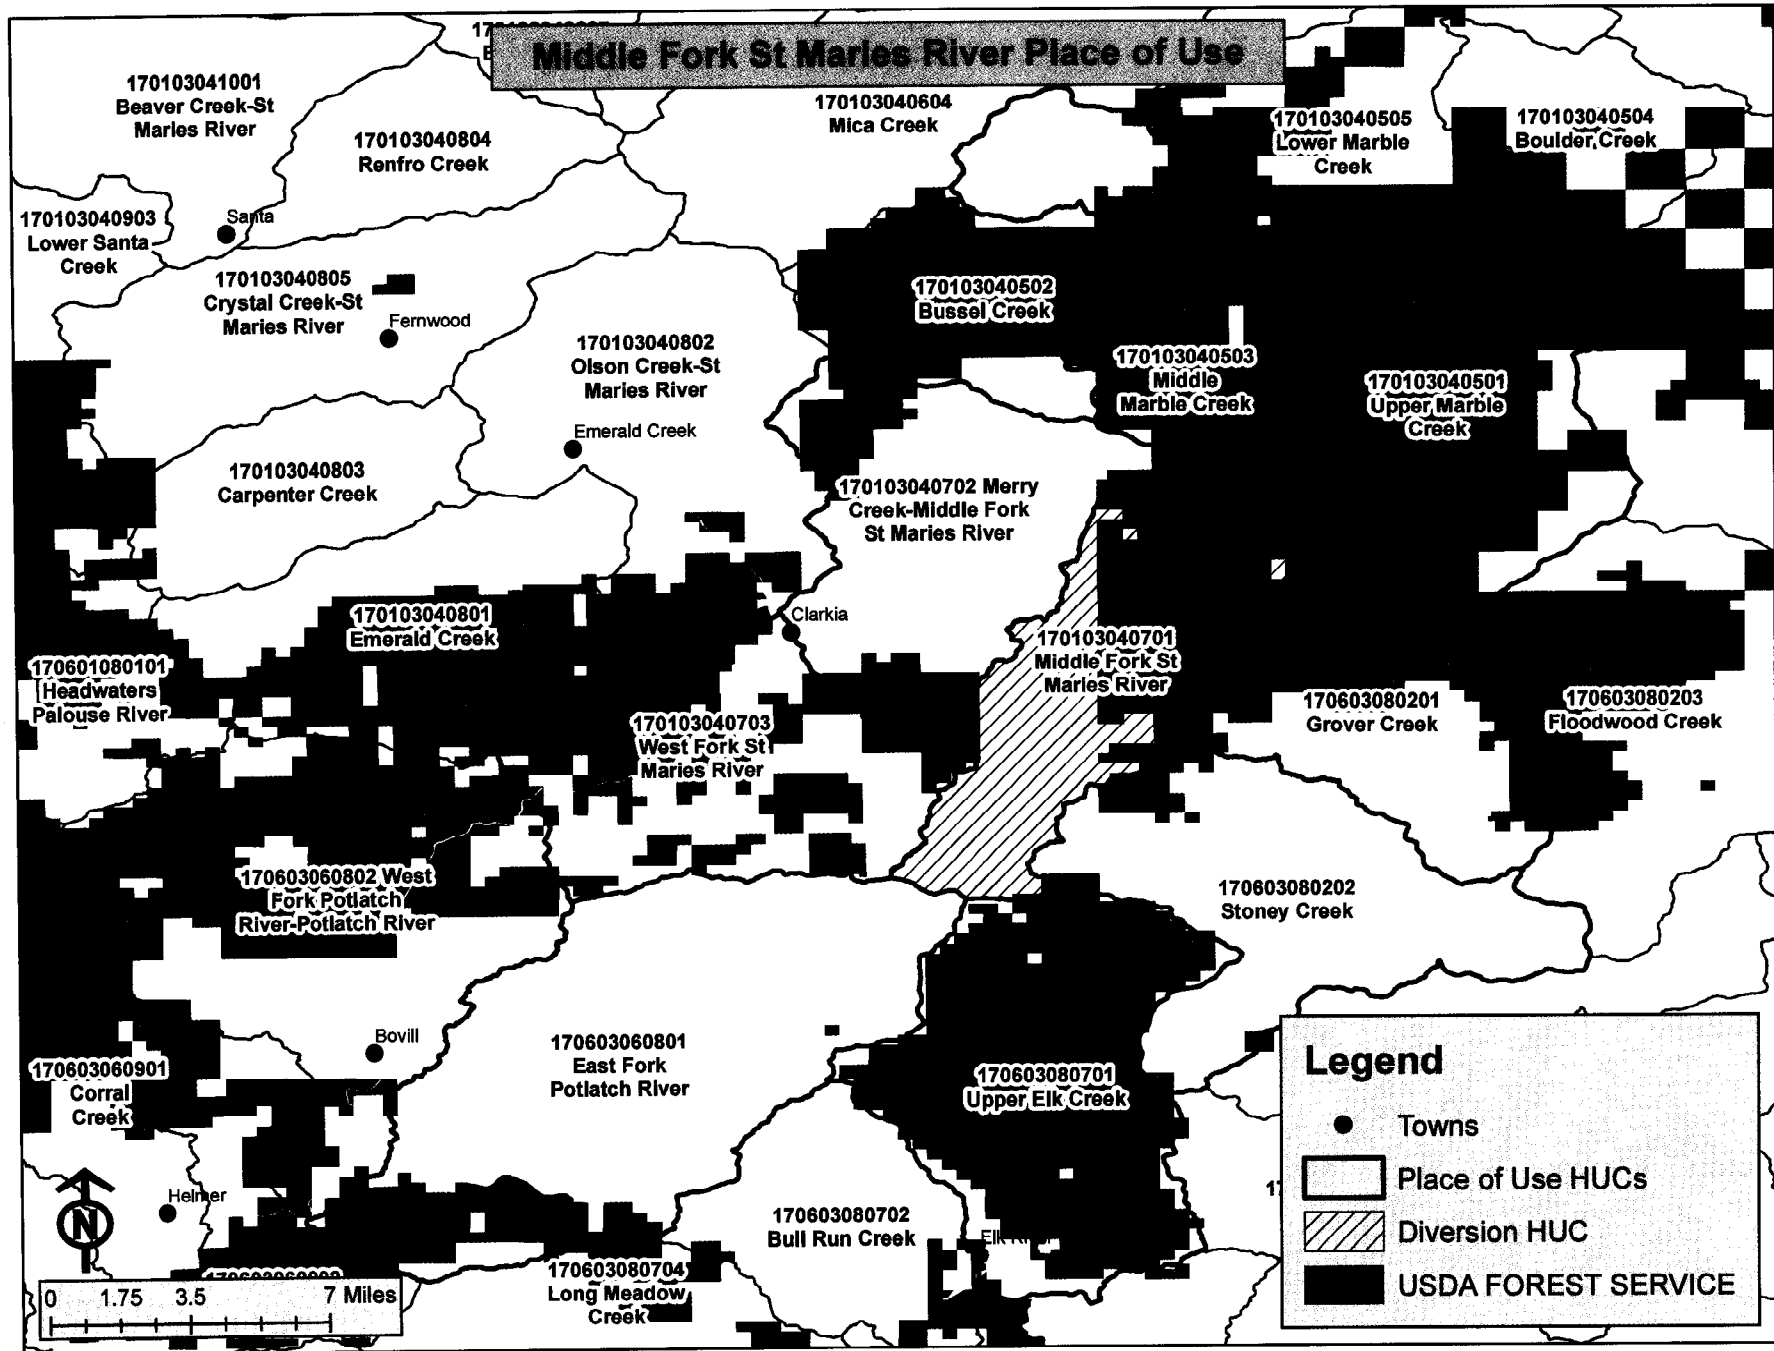 Middle Fork St Maries River Place of Use
170103041001
Beaver Creek-St
Maries River
170103040804
Renfro Creek
170103040604
Mica Creek
170103040505
Lower Marble
Creek
170103040504
Boulder Creek
170103040903
Lower Santa
Creek
Santa
170103040805
Crystal Creek-St
Maries River
Fernwood
170103040502
Bussel Creek
170103040802
Olson Creek-St
Maries River
170103040503
Middle
Marble Creek
170103040501
Upper Marble
Creek
Emerald Creek
170103040803
Carpenter Creek
170103040702 Merry
Creek-Middle Fork
St Maries River
170103040801
Emerald Creek
Clarkia
170103040701
Middle Fork St
Maries River
170601080101
Headwaters
Palouse River
170103040703
West Fork St
Maries River
170603080201
Grover Creek
170603080203
Floodwood Creek
170603060802 West
Fork Potlatch
River-Potlatch River
170603080202
Stoney Creek
Bovill
170603060801
East Fork
Potlatch River
170603060901
Corral
Creek
170603080701
Upper Elk Creek
Helmer
N
170603080702
Bull Run Creek
170603080704
Long Meadow
Creek
0 1.75 3.5 7 Miles
Legend
Towns
Place of Use HUCs
Diversion HUC
USDA FOREST SERVICE